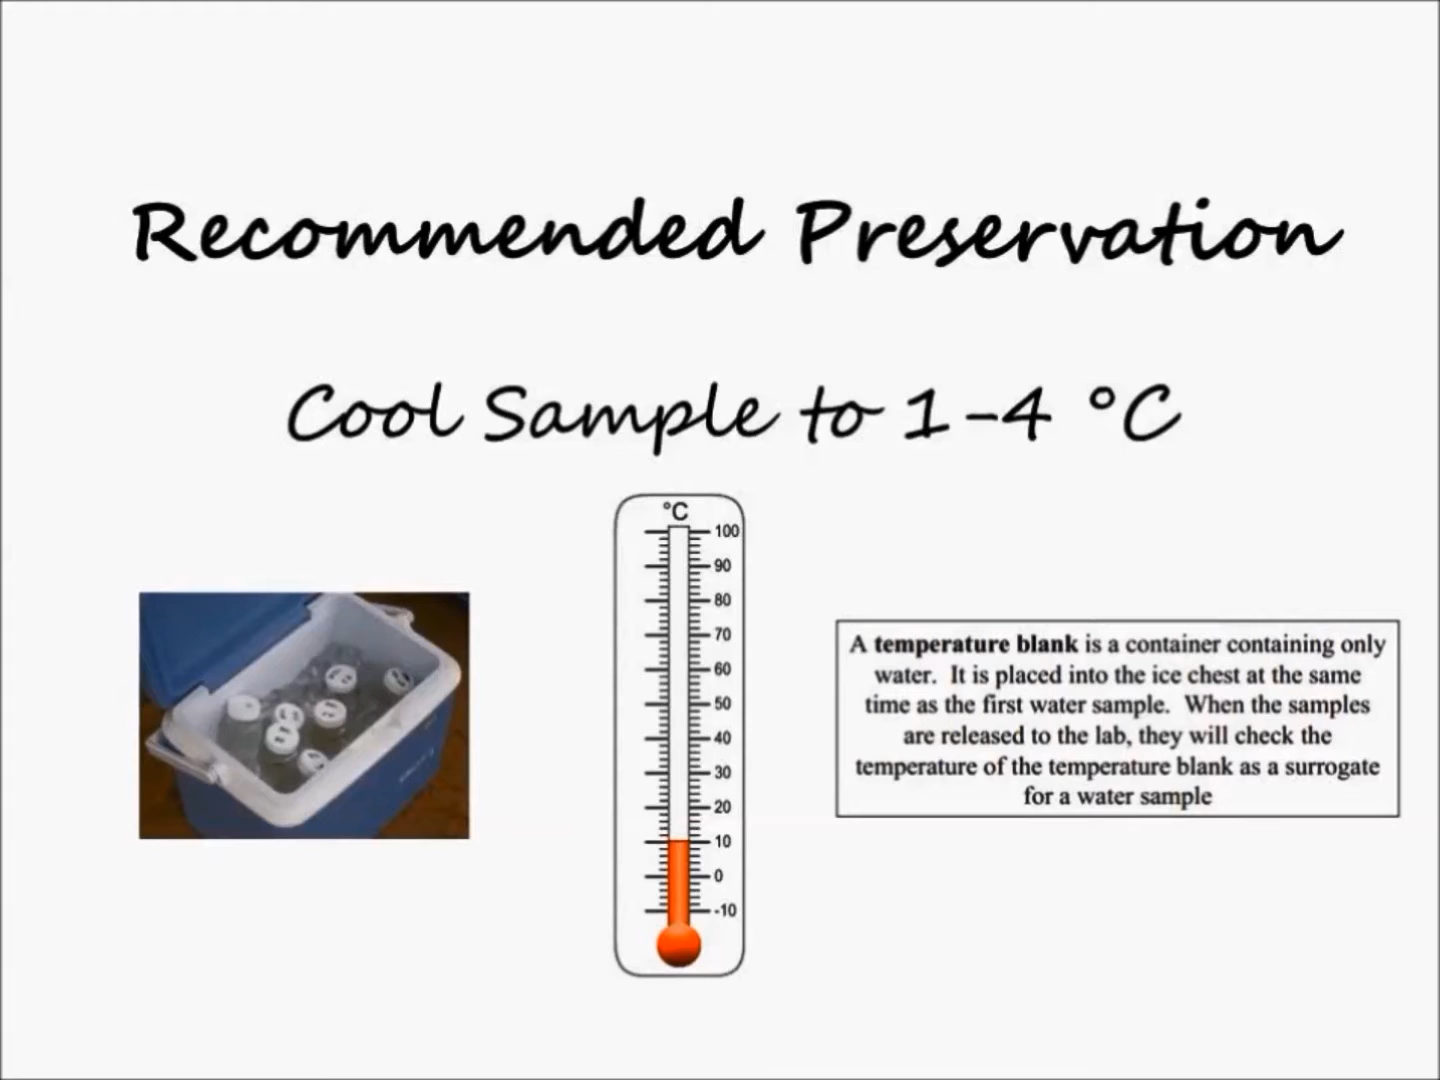 Recommended Preservation
Cool Sample to 1-4 °C
°C
100
90
80
70
60
50
40
30
20
10
0
-10
A temperature blank is a container containing only
water. It is placed into the ice chest at the same
time as the first water sample. When the samples
are released to the lab, they will check the
temperature of the temperature blank as a surrogate
for a water sample